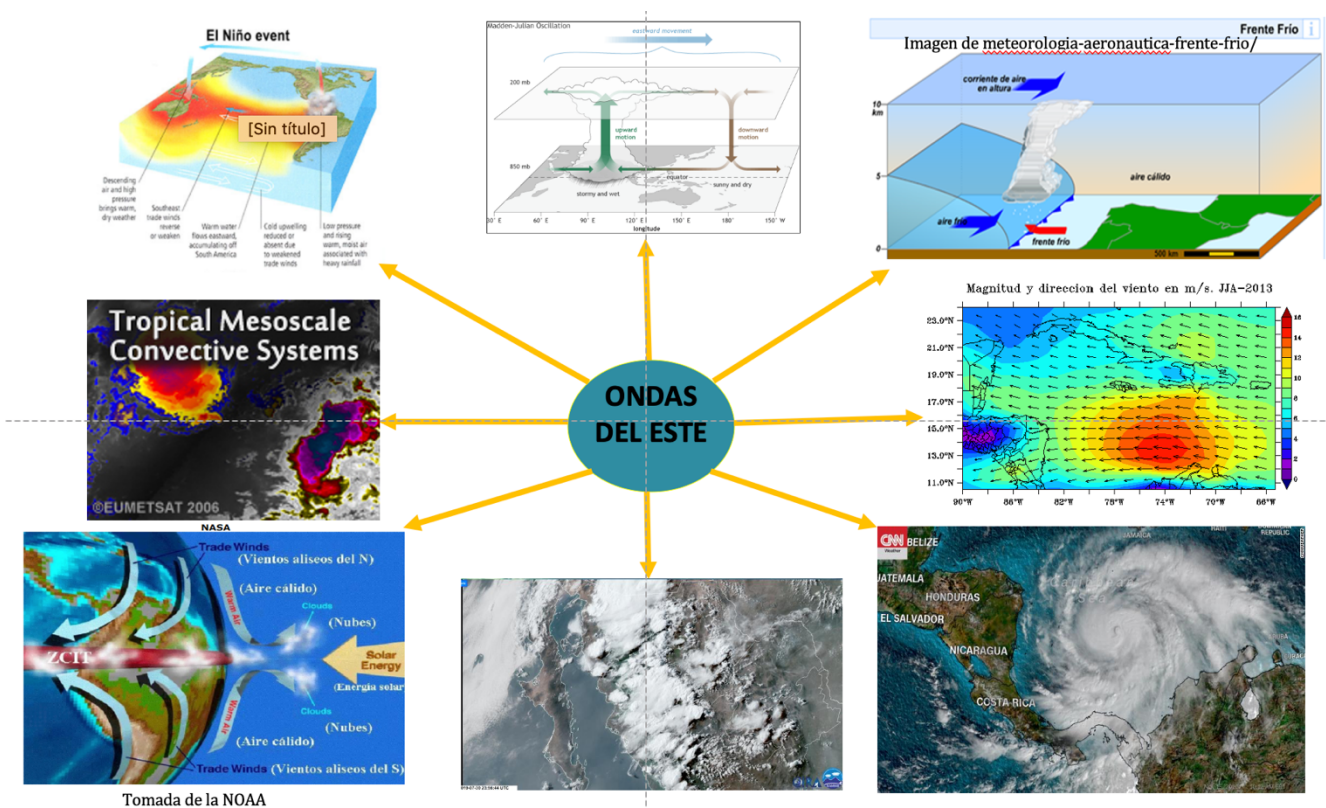 El Niño event
[Sin título]
Descending
air and high
pressure
brings warm,
dry weather
Southeast
trade winds
reverse
or weaken
Warm water
flows eastward,
accumulating off
South America
Cold upwelling
reduced or
absent due
to weakened
trade winds
Low pressure
and rising
warm, moist air
associated with
heavy rainfall
Madden-Julian Oscillation
eastward movement
200 mb
upward
motion
downward
motion
850 mb
equator
stormy and wet
sunny and dry
60° E
90° E
120° E
150° E
180°
150° W
longitude
Frente Frío i
Imagen de meteorologia-aeronautica-frente-frio/
corriente de aire
en altura
10
km
5
0
aire cálido
aire frío
frente frío
500 km
Tropical Mesoscale
Convective Systems
©EUMETSAT 2006
ONDAS
DEL ESTE
Magnitud y direccion del viento en m/s. JJA-2013
23.0°N
21.0°N
19.0°N
17.0°N
15.0°N
13.0°N
11.0°N
90°W
86°W
82°W
78°W
74°W
70°W
66°W
16
14
12
10
8
6
4
2
0
NASA
Trade Winds
(Vientos aliseos del N)
(Aire cálido)
Warm Air
Clouds
(Nubes)
ZCIT
Solar
Energy
(Energía solar)
Clouds
(Nubes)
Warm Air
(Aire cálido)
Trade Winds (Vientos aliseos del S)
Tomada de la NOAA
CNN
Weather
BELIZE
JAMAICA
GUATEMALA
HONDURAS
EL SALVADOR
NICARAGUA
COSTA RICA